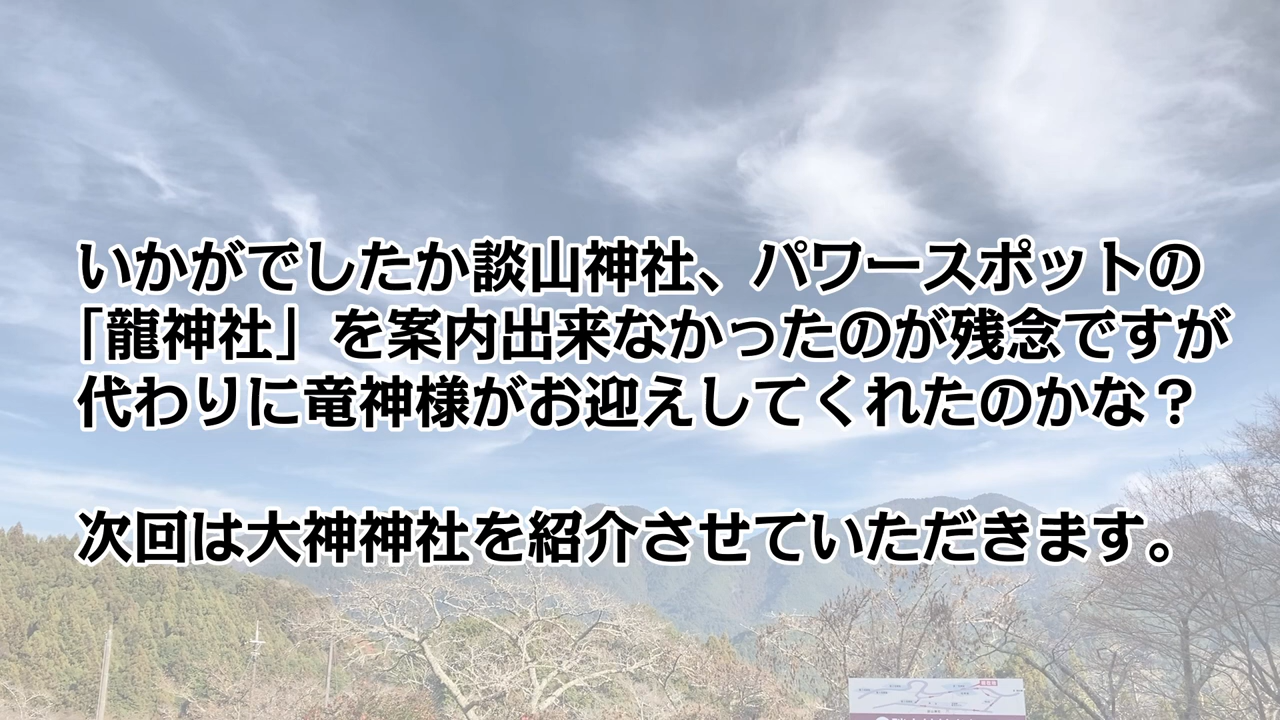 いかがでしたか談山神社、パワースポットの
「龍神社」を案内出来なかったのが残念ですが
代わりに竜神様がお迎えしてくれたのかな？
次回は大神神社を紹介させていただきます。